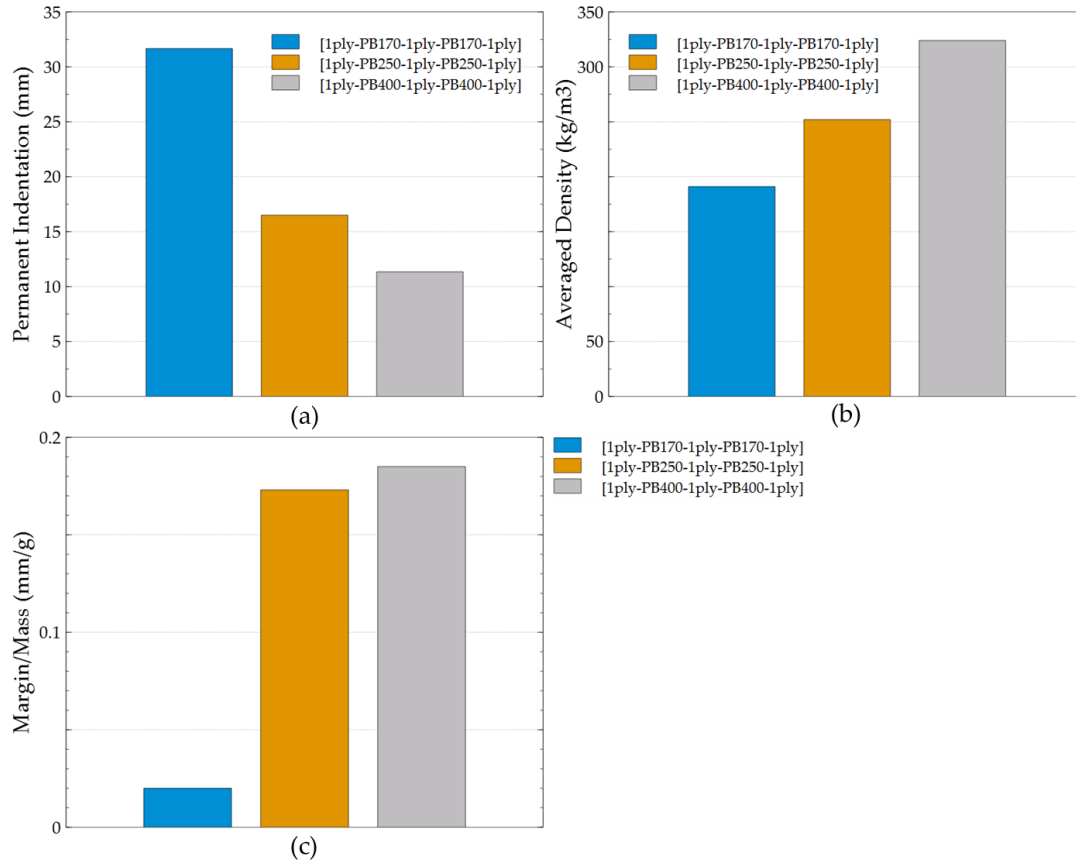 35
30
25
20
15
10
5
0
Permanent Indentation (mm)
[1ply-PB170-1ply-PB170-1ply]
[1ply-PB250-1ply-PB250-1ply]
[1ply-PB400-1ply-PB400-1ply]
(a)
350
300
50
0
Averaged Density (kg/m3)
[1ply-PB170-1ply-PB170-1ply]
[1ply-PB250-1ply-PB250-1ply]
[1ply-PB400-1ply-PB400-1ply]
(b)
0.2
0.1
0
Margin/Mass (mm/g)
[1ply-PB170-1ply-PB170-1ply]
[1ply-PB250-1ply-PB250-1ply]
[1ply-PB400-1ply-PB400-1ply]
(c)